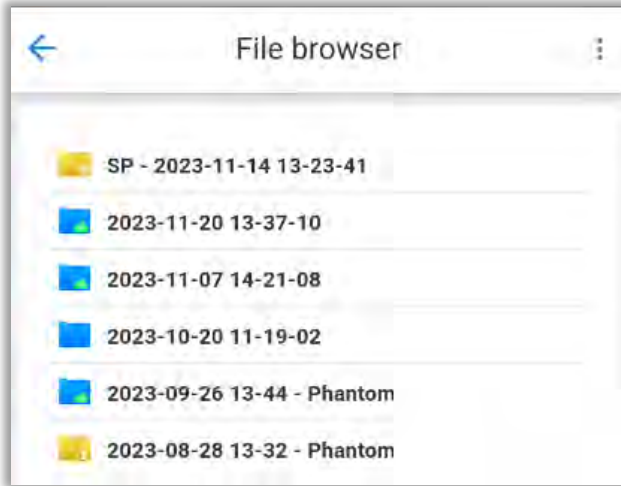 File browser
SP - 2023-11-14 13-23-41
2023-11-20 13-37-10
2023-11-07 14-21-08
2023-10-20 11-19-02
2023-09-26 13-44 - Phantom
2023-08-28 13-32 - Phantom